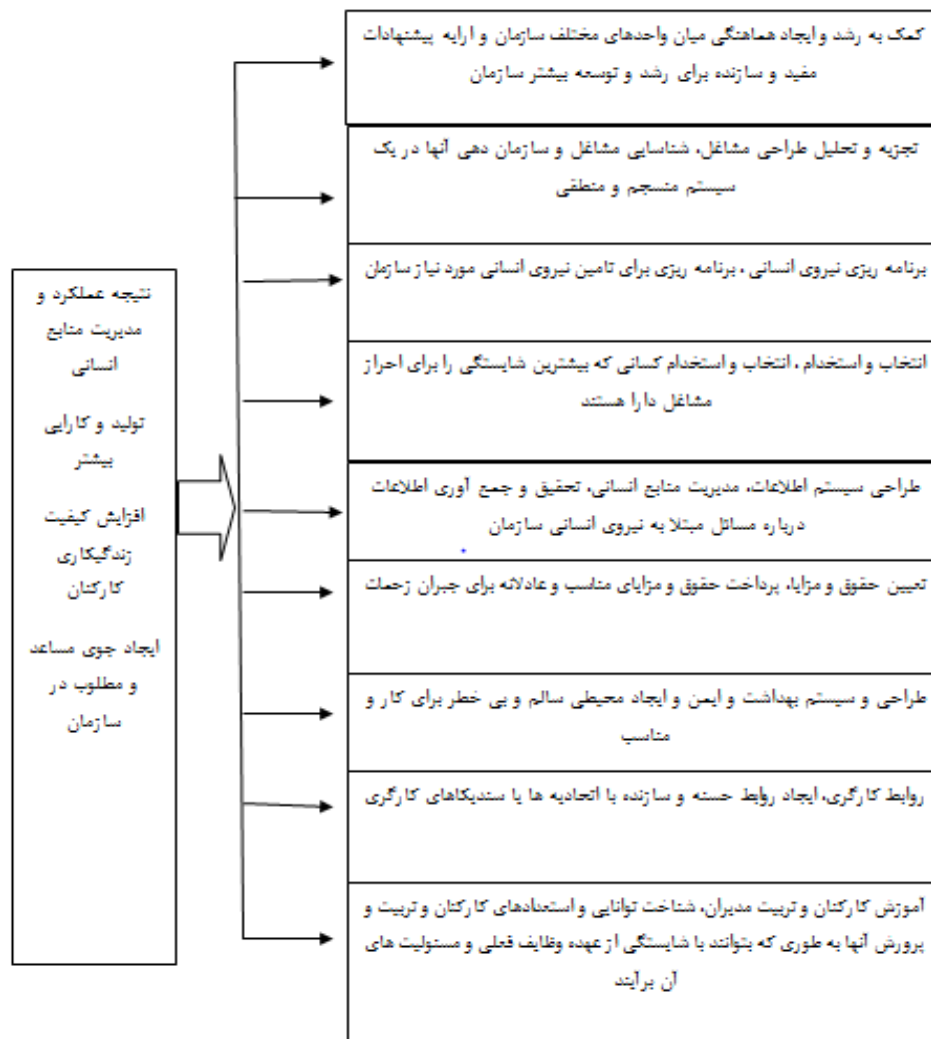 کمک به رشد و ایجاد هماهنگی میان واحدهای مختلف سازمان و ارایه پیشنهادات
مفید و سازنده برای رشد و توسعه بیشتر سازمان
تجزیه و تحلیل طراحی مشاغل، شناسایی مشاغل و سازمان دهی آنها در یک
سیستم منسجم و منطقی
برنامه ریزی نیروی انسانی ، برنامه ریزی برای تامین نیروی انسانی مورد نیاز سازمان
انتخاب و استخدام ، انتخاب و استخدام کسانی که بیشترین شایستگی را برای احراز
مشاغل دارا هستند
طراحی سیستم اطلاعات، مدیریت منابع انسانی، تحقیق و جمع آوری اطلاعات
درباره مسائل مبتلا به نیروی انسانی سازمان
تعیین حقوق و مزایا، پرداخت حقوق و مزایای مناسب و عادلانه برای جبران زحمات
طراحی و سیستم بهداشت و ایمن و ایجاد محیطی سالم و بی خطر برای کار و
مناسب
روابط کارگری، ایجاد روابط حسنه و سازنده با اتحادیه ها یا سندیکاهای کارگری
آموزش کارکنان و تربیت مدیران، شناخت توانایی و استعدادهای کارکنان و تربیت و
پرورش آنها به طوری که بتوانند با شایستگی از عهده وظایف فعلی و مسئولیت های
آن برآیند
نتیجه عملکرد و
مدیریت منابع
انسانی
تولید و کارایی
بیشتر
افزایش کیفیت
زندگیکاری
کارکنان
ایجاد جوی مساعد
و مطلوب در
سازمان